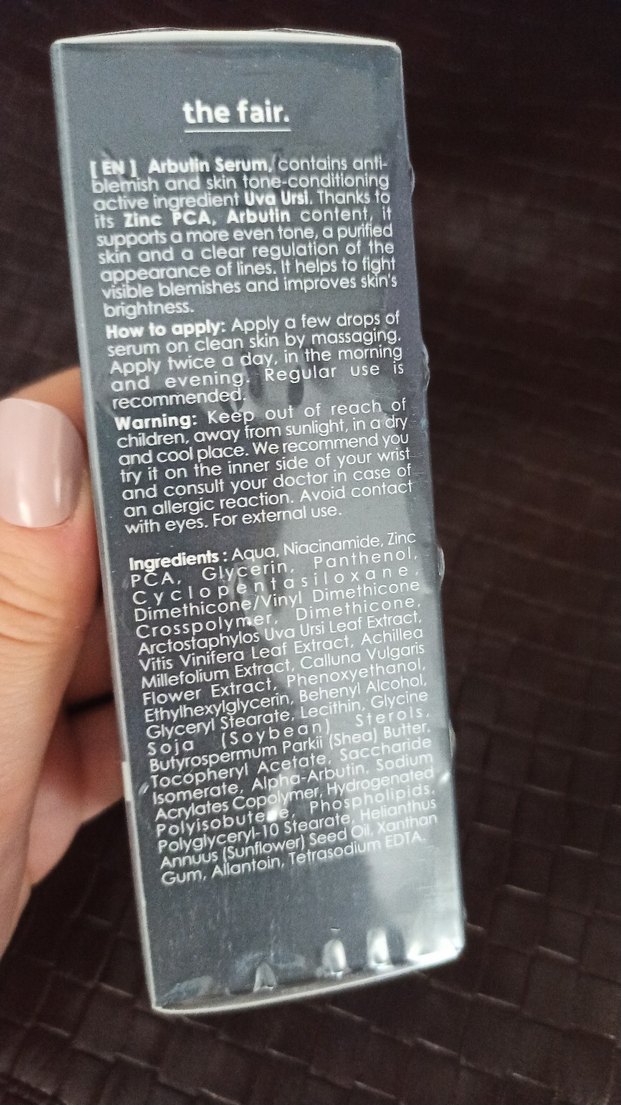 the fair.
[ EN ] Arbutin Serum, contains anti-
blemish and skin tone-conditioning
active ingredient Uva Ursi. Thanks to
its Zinc PCA, Arbutin content, it
supports a more even tone, a purified
skin and a clear regulation of the
appearance of lines. It helps to fight
visible blemishes and improves skin's
brightness.
How to apply: Apply a few drops of
serum on clean skin by massaging.
Apply twice a day, in the morning
and evening. Regular use is
recommended.
Warning: Keep out of reach of
children, away from sunlight, in a dry
and cool place. We recommend you
try it on the inner side of your wrist
and consult your doctor in case of
an allergic reaction. Avoid contact
with eyes. For external use.
Ingredients : Aqua, Niacinamide, Zinc
PCA, Glycerin, Panthenol,
Cyclopentasiloxane,
Dimethicone/Vinyl Dimethicone
Crosspolymer, Dimethicone,
Arctostaphylos Uva Ursi Leaf Extract,
Vitis Vinifera Leaf Extract, Achillea
Millefolium Extract, Calluna Vulgaris
Flower Extract, Phenoxyethanol,
Ethylhexylglycerin, Behenyl Alcohol,
Glyceryl Stearate, Lecithin, Glycine
Soja (Soybean) Sterols,
Butyrospermum Parkii (Shea) Butter,
Tocopheryl Acetate, Saccharide
Isomerate, Alpha-Arbutin, Sodium
Acrylates Copolymer, Hydrogenated
Polyisobutene, Phospholipids,
Polyglyceryl-10 Stearate, Helianthus
Annuus (Sunflower) Seed Oil, Xanthan
Gum, Allantoin, Tetrasodium EDTA.